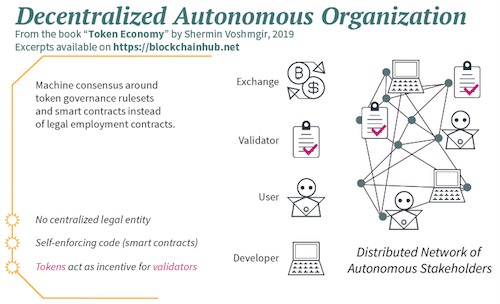 Decentralized Autonomous Organization
From the book “Token Economy” by Shermin Voshmgir, 2019
Excerpts available on https://blockchainhub.net
Machine consensus around
token governance rulesets
and smart contracts instead
of legal employment contracts.
No centralized legal entity
Self-enforcing code (smart contracts)
Tokens act as incentive for validators
Exchange
Validator
User
Developer
Distributed Network of
Autonomous Stakeholders